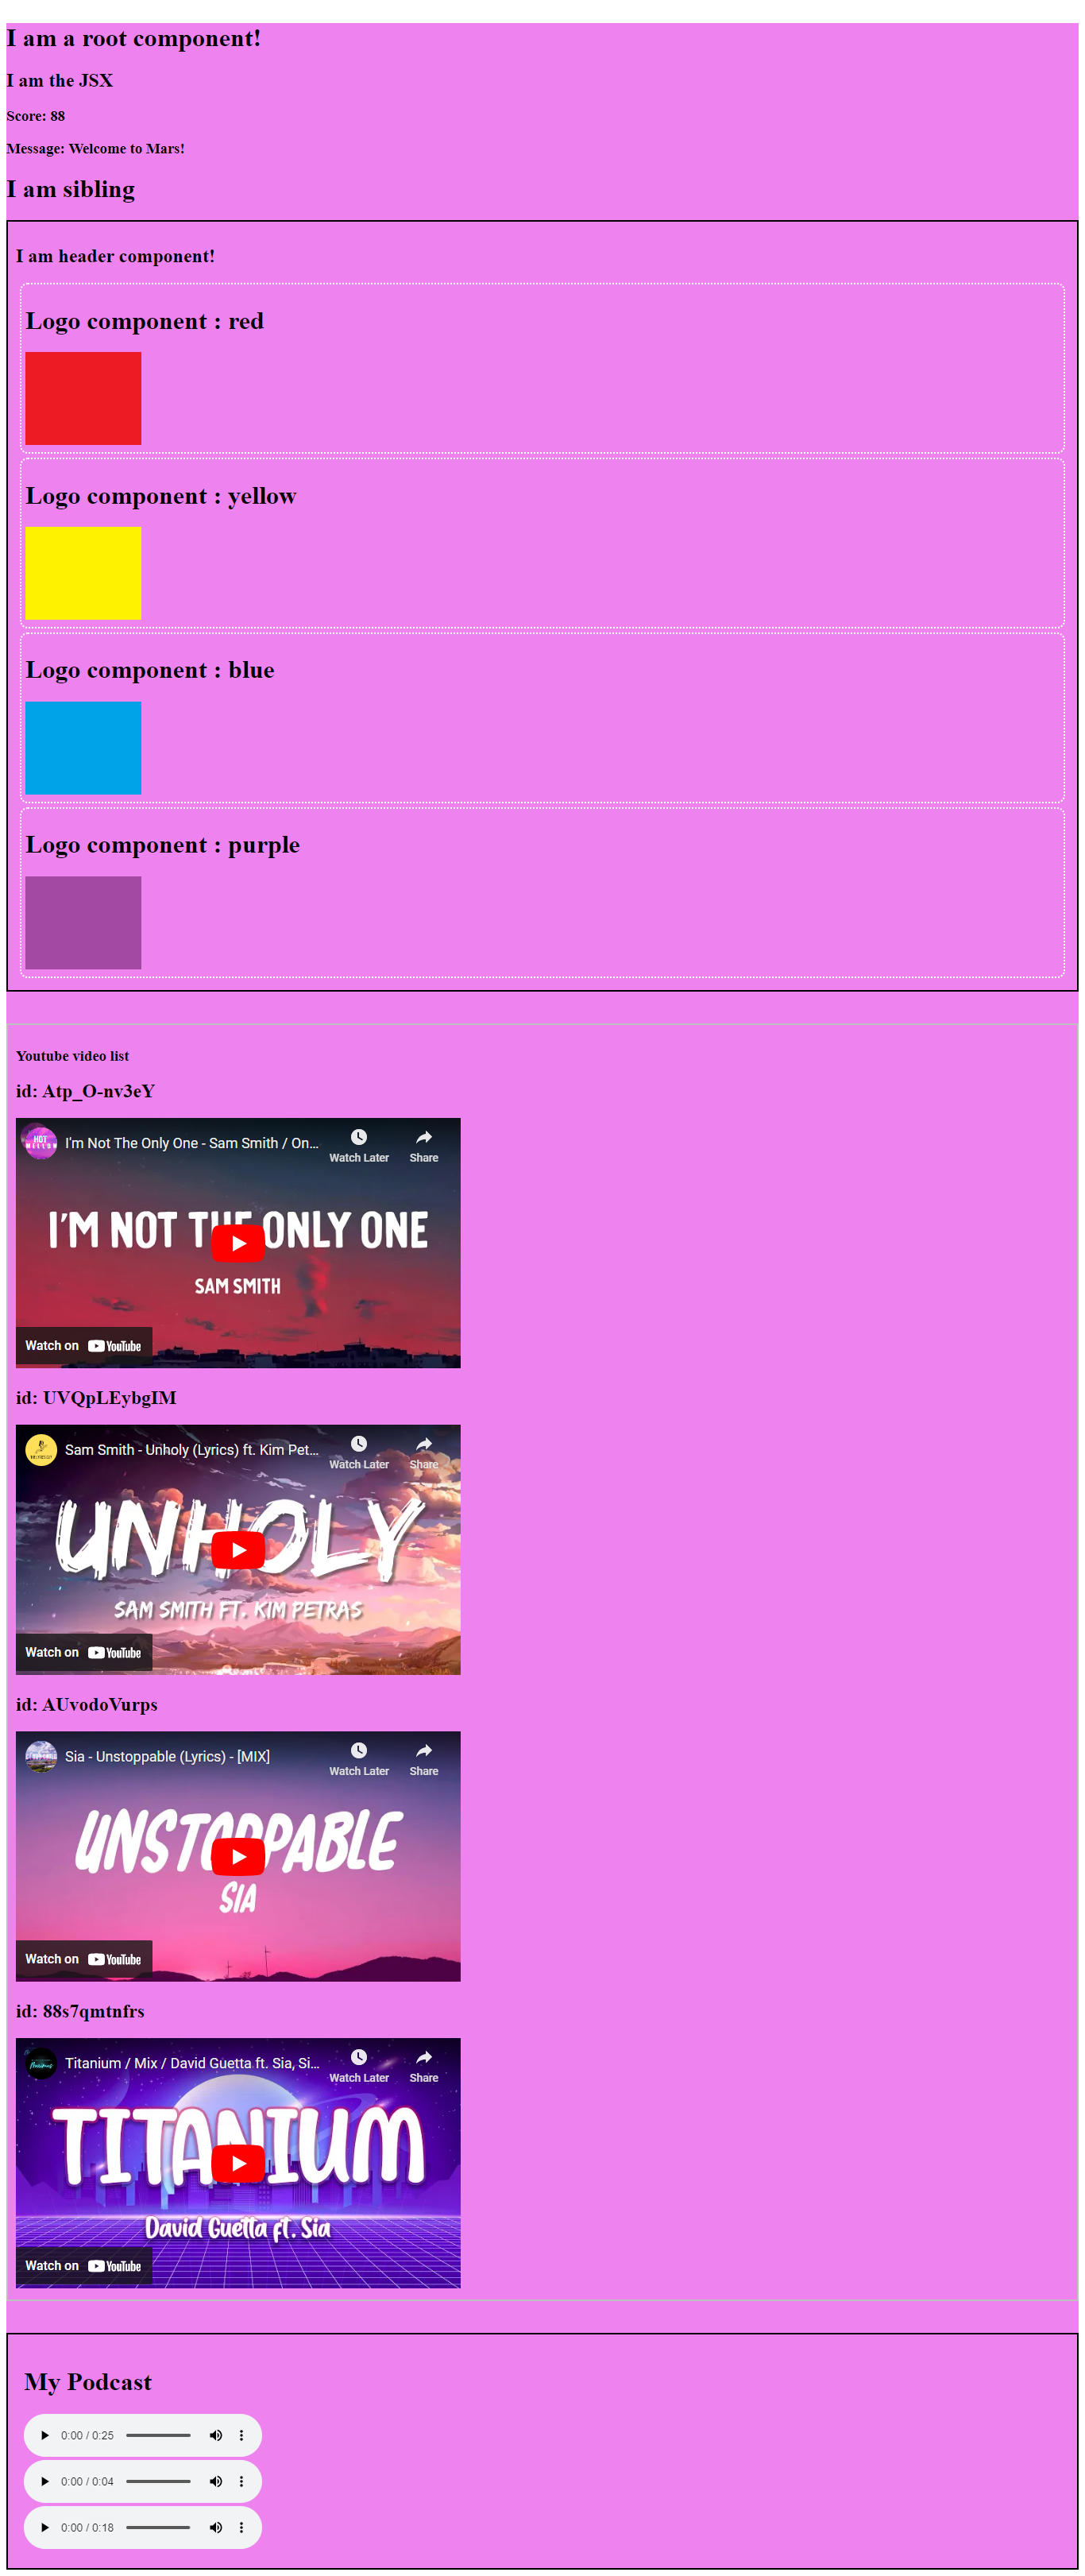 I am a root component!
I am the JSX
Score: 88
Message: Welcome to Mars!
I am sibling
I am header component!
Logo component : red
Logo component : yellow
Logo component : blue
Logo component : purple
Youtube video list
id: Atp_O-nv3eY
HOT
I'm Not The Only One - Sam Smith / On...
Watch Later
Share
I'M NOT THE ONLY ONE
SAM SMITH
Watch on YouTube
id: UVQpLEybgIM
Sam Smith - Unholy (Lyrics) ft. Kim Pet...
Watch Later
Share
UNHOLY
SAM SMITH FT. KIM PETRAS
Watch on YouTube
id: AUvodoVurps
Sia - Unstoppable (Lyrics) - [MIX]
Watch Later
Share
UNSTOPPABLE
SIA
Watch on YouTube
id: 88s7qmtnfrs
Titanium / Mix / David Guetta ft. Sia, Si...
Watch Later
Share
TITANIUM
David Guetta ft. Sia
Watch on YouTube
My Podcast
0:00 / 0:25
0:00 / 0:04
0:00 / 0:18